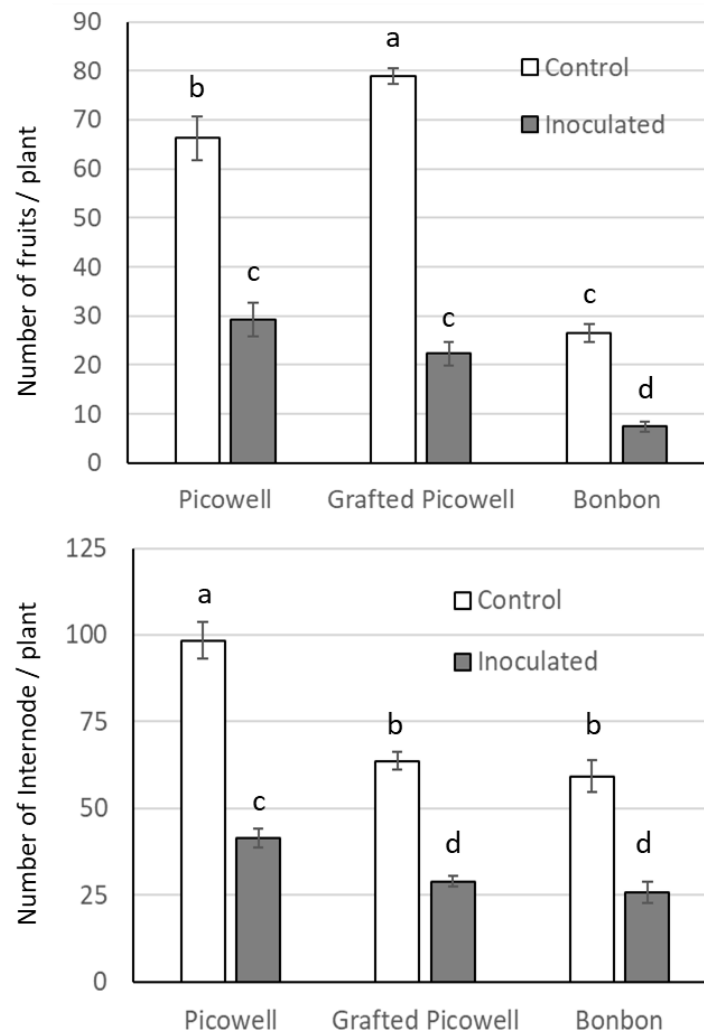 Number of fruits / plant
90
80
70
60
50
40
30
20
10
0
a
b
c
c
c
d
Control
Inoculated
Picowell Grafted Picowell Bonbon
Number of Internode / plant
125
100
75
50
25
0
a
b
b
c
d
d
Control
Inoculated
Picowell Grafted Picowell Bonbon